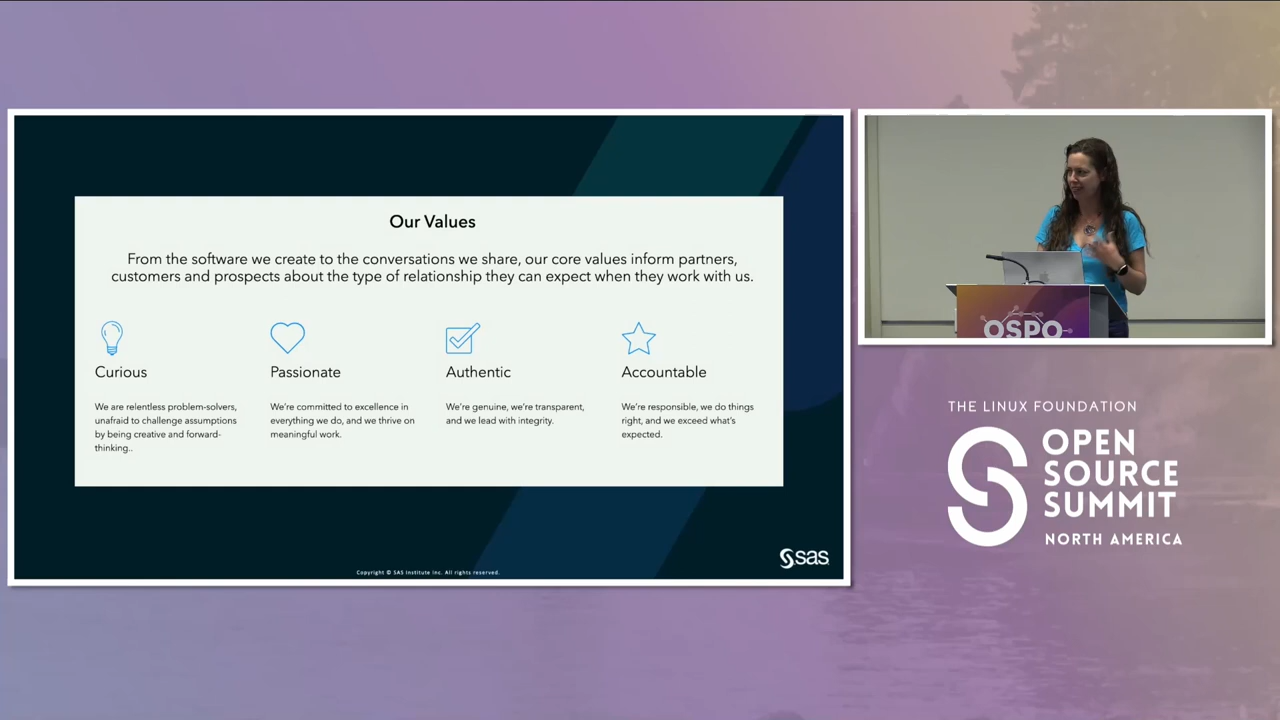 Our Values
From the software we create to the conversations we share, our core values inform partners,
customers and prospects about the type of relationship they can expect when they work with us.
Curious
We are relentless problem-solvers,
unafraid to challenge assumptions
by being creative and forward-
thinking..
Passionate
We're committed to excellence in
everything we do, and we thrive on
meaningful work.
Authentic
We're genuine, we're transparent,
and we lead with integrity.
Accountable
We're responsible, we do things
right, and we exceed what's
expected.
Copyright © SAS Institute Inc. All rights reserved.
sas
OSPO
THE LINUX FOUNDATION
OPEN
SOURCE
SUMMIT
NORTH AMERICA